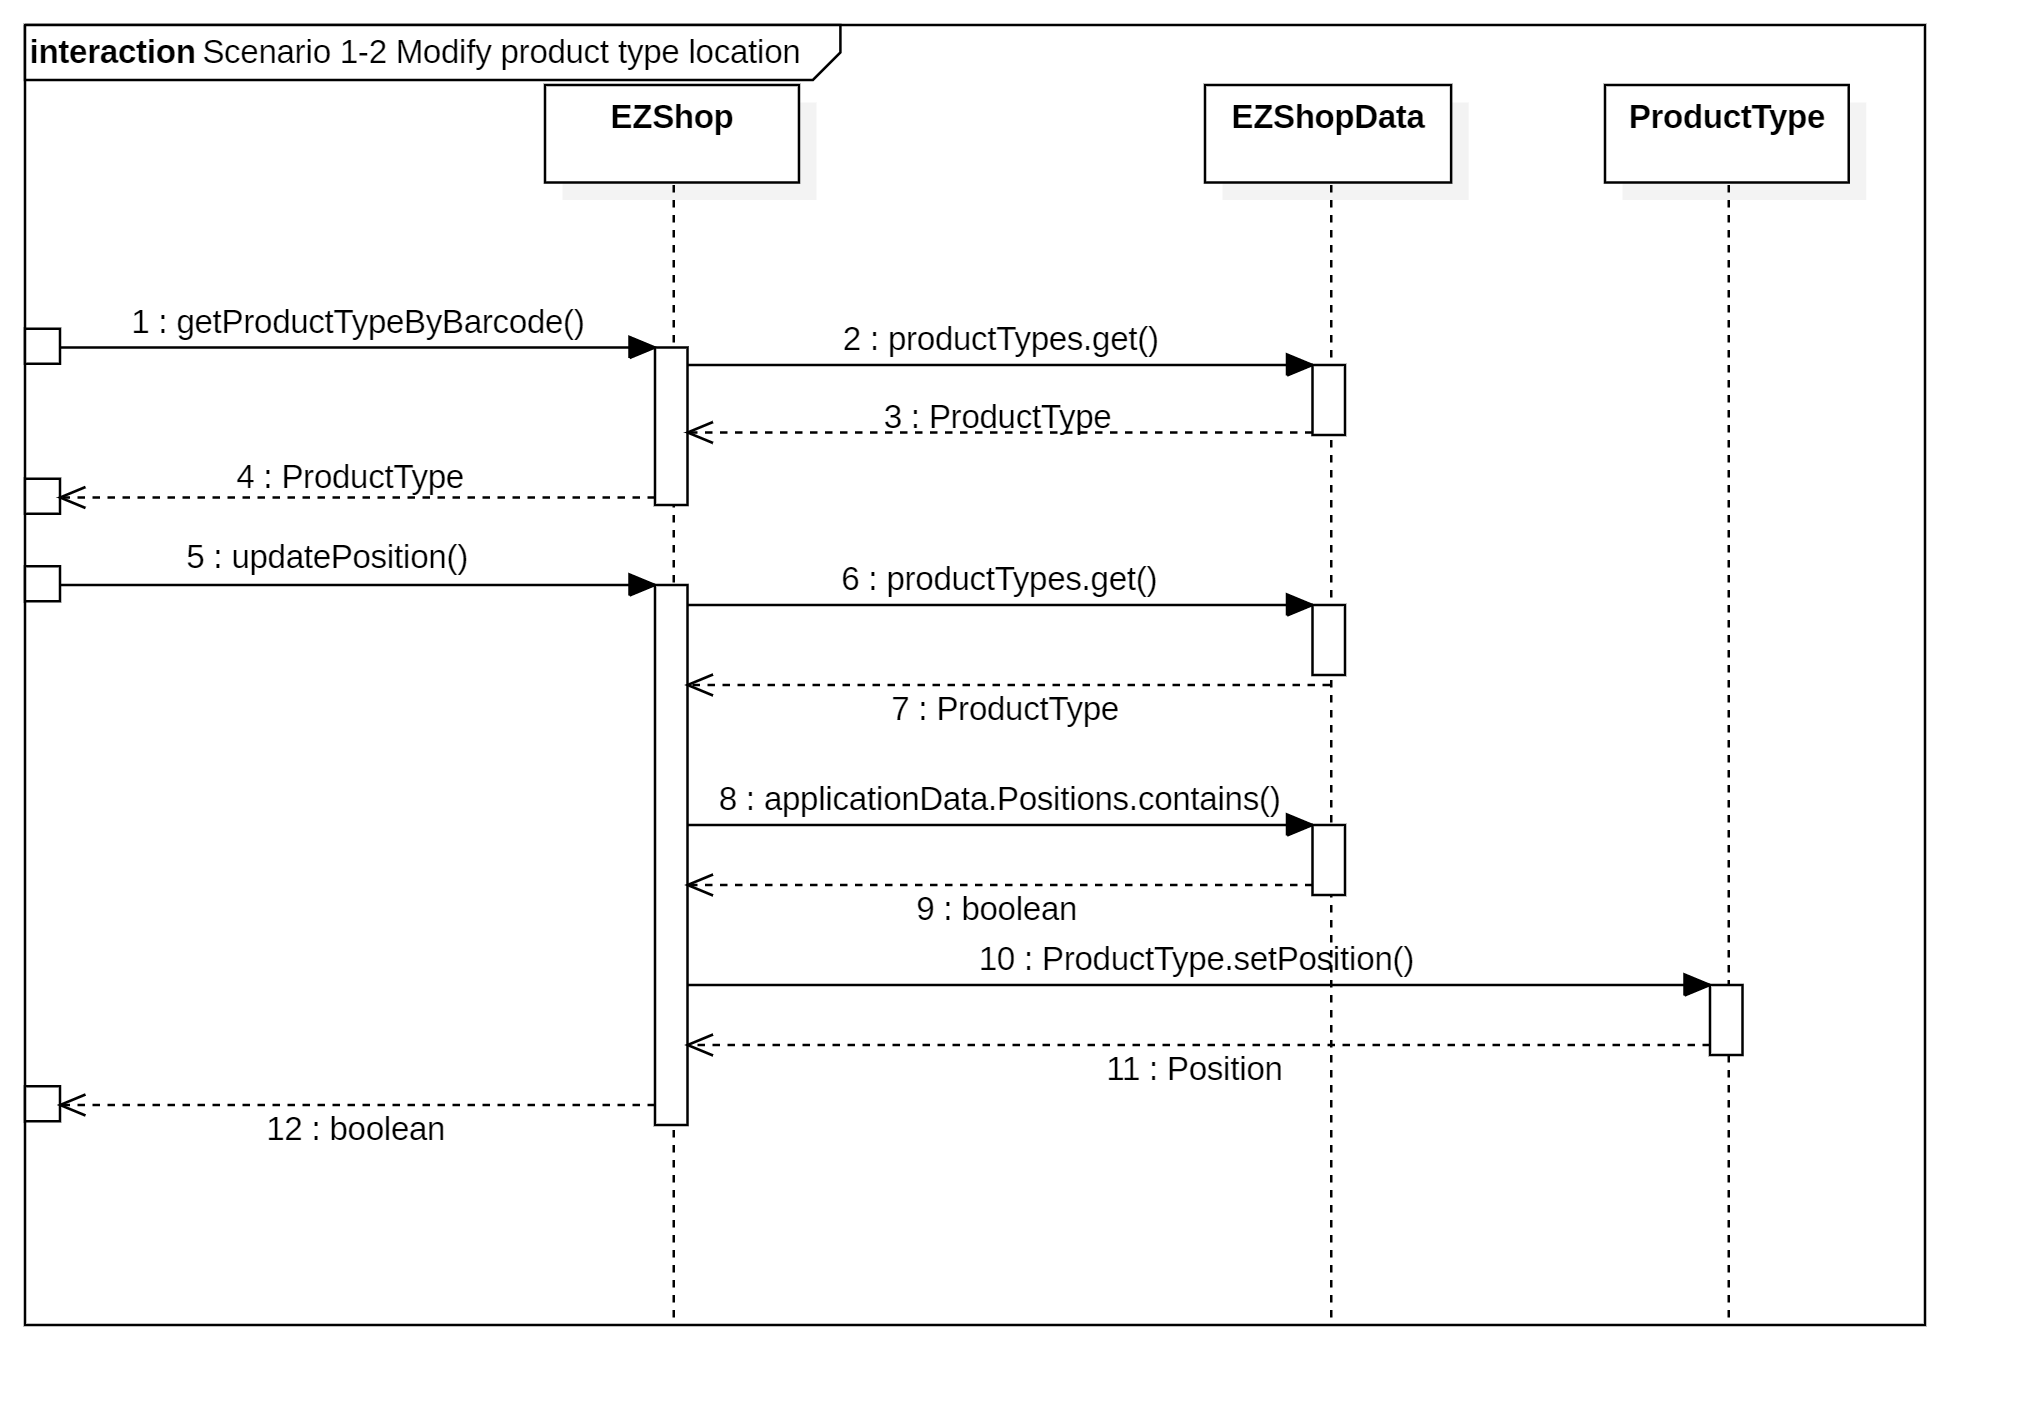 interaction Scenario 1-2 Modify product type location
EZShop
EZShopData
ProductType
1 : getProductTypeByBarcode()
2 : productTypes.get()
3 : ProductType
4 : ProductType
5 : updatePosition()
6 : productTypes.get()
7 : ProductType
8 : applicationData.Positions.contains()
9 : boolean
10 : ProductType.setPosition()
11 : Position
12 : boolean